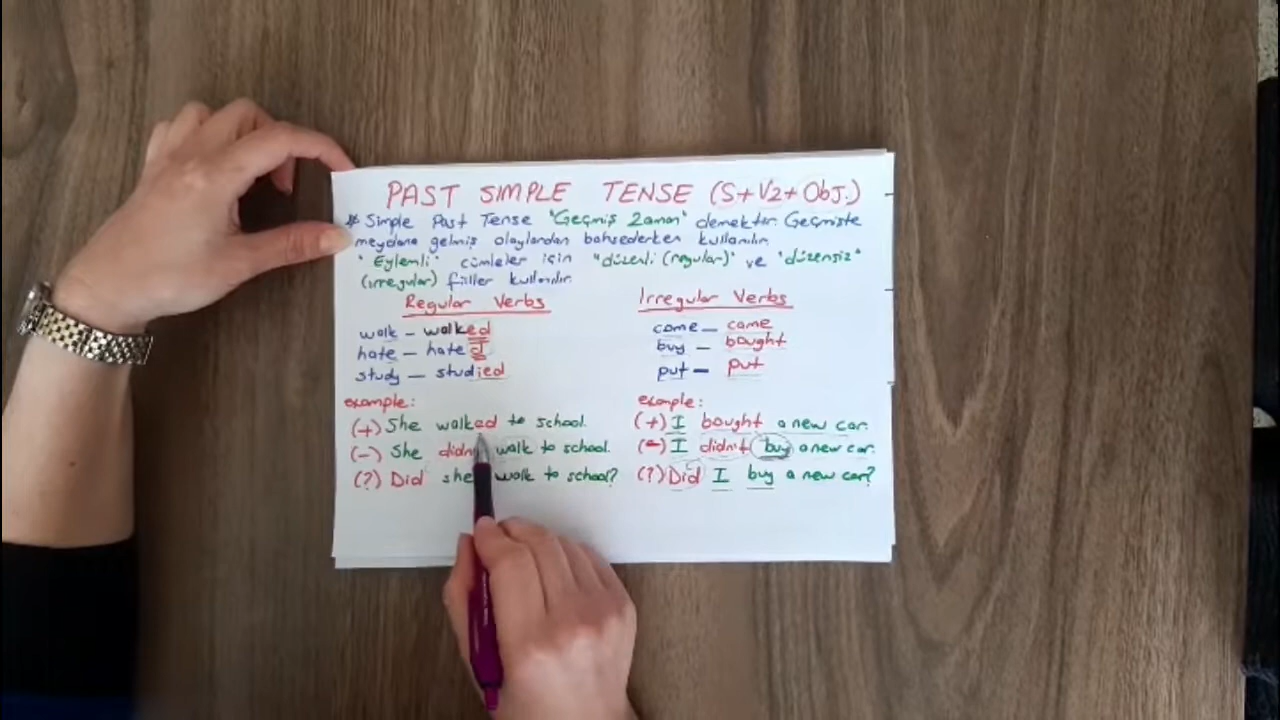 PAST SIMPLE TENSE (S+V2+Obj.)
* Simple Past Tense "Geçmiş Zaman" demektir. Geçmişte
meydana gelmiş olaylardan bahsederken kullanılır.
"Eylemli" cümleler için "düzenli (regular)" ve "düzensiz"
(irregular) fiiller kullanılır.
Regular Verbs
walk - walked
hate - hated
study - studied
example:
(+) She walked to school.
(-) She didn walk to school.
(?) Did she walk to school?
Irregular Verbs
come - came
buy - bought
put - put
example:
(+) I bought a new car.
(-) I didn't buy a new car.
(?) Did I buy a new car?